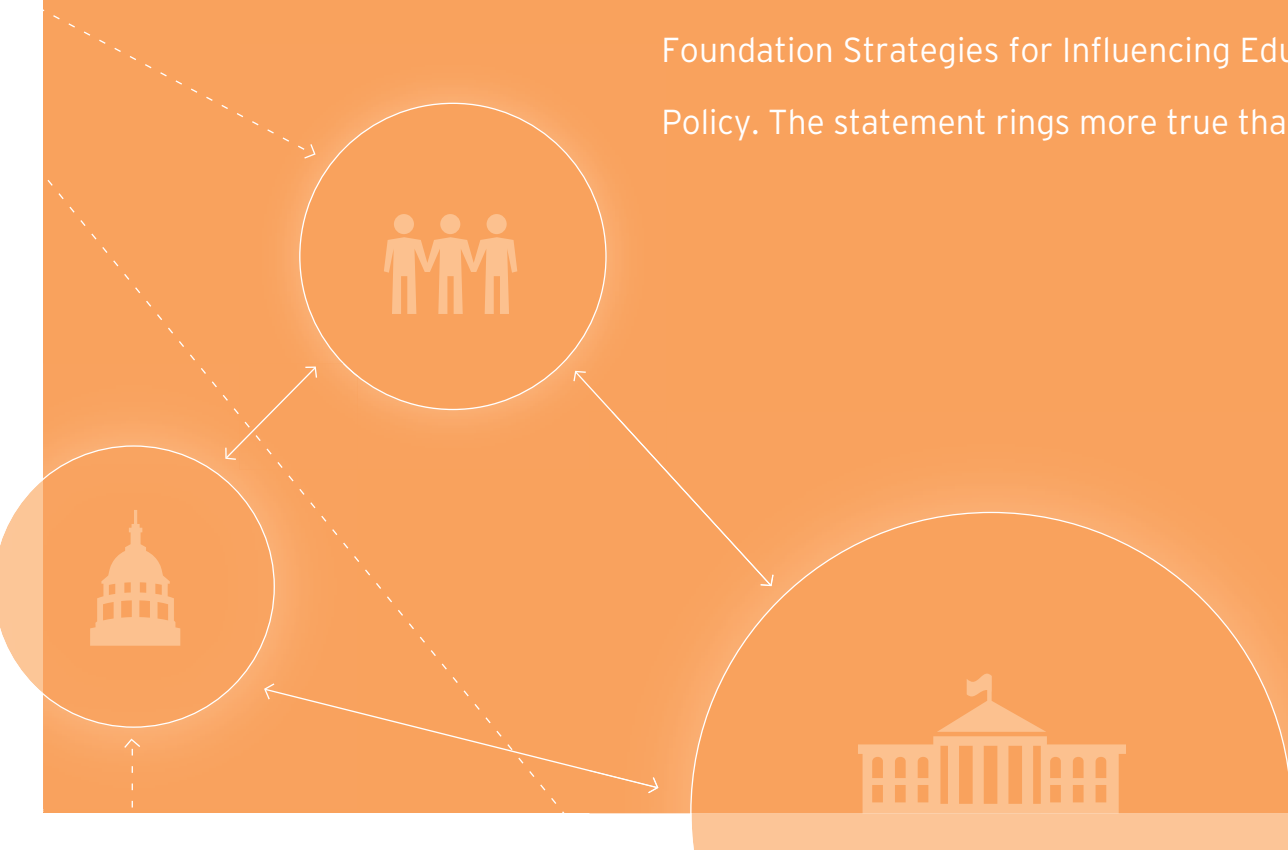 Foundation Strategies for Influencing
Policy. The statement rings more true